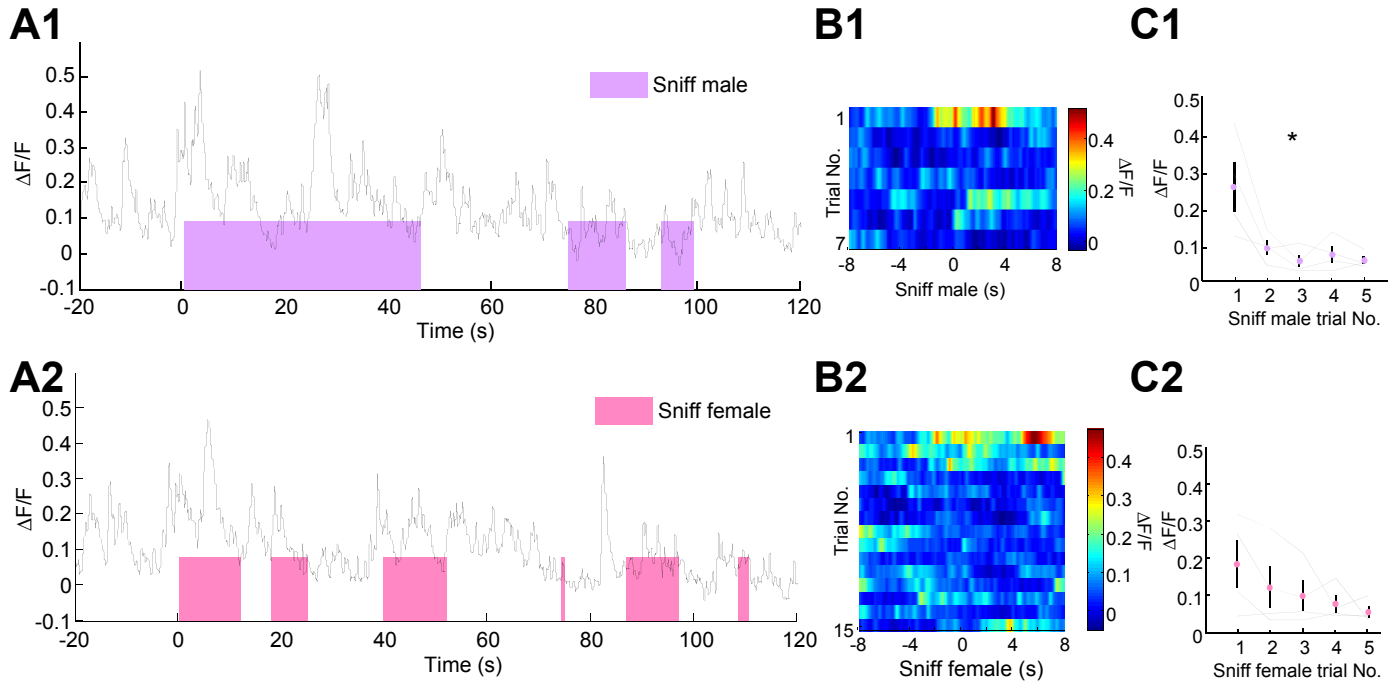 A1
0.5
0.4
0.3
0.2
0.1
0
-0.1
ΔF/F
Sniff male
-20 0 20 40 60 80 100 120
Time (s)
B1
1
7
Trial No.
-8 -4 0 4 8
Sniff male (s)
0.4
0.2
0
ΔF/F
C1
0.5
0.4
0.3
0.2
0.1
0
ΔF/F
*
1 2 3 4 5
Sniff male trial No.
A2
0.5
0.4
0.3
0.2
0.1
0
-0.1
ΔF/F
Sniff female
-20 0 20 40 60 80 100 120
Time (s)
B2
1
15
Trial No.
-8 -4 0 4 8
Sniff female (s)
0.4
0.3
0.2
0.1
0
ΔF/F
C2
0.5
0.4
0.3
0.2
0.1
0
ΔF/F
1 2 3 4 5
Sniff female trial No.